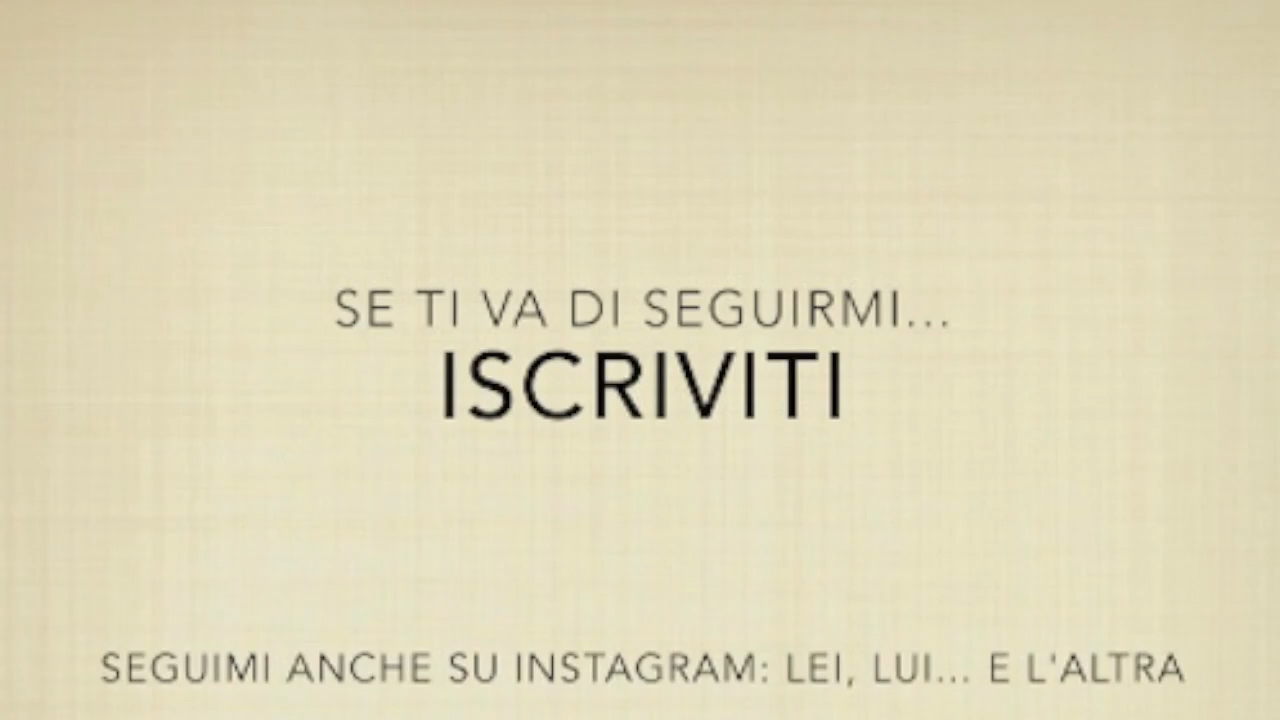 SE TI VA DI SEGUIRMI...
ISCRIVITI
SEGUIMI ANCHE SU INSTAGRAM: LEI, LUI... E L'ALTRA